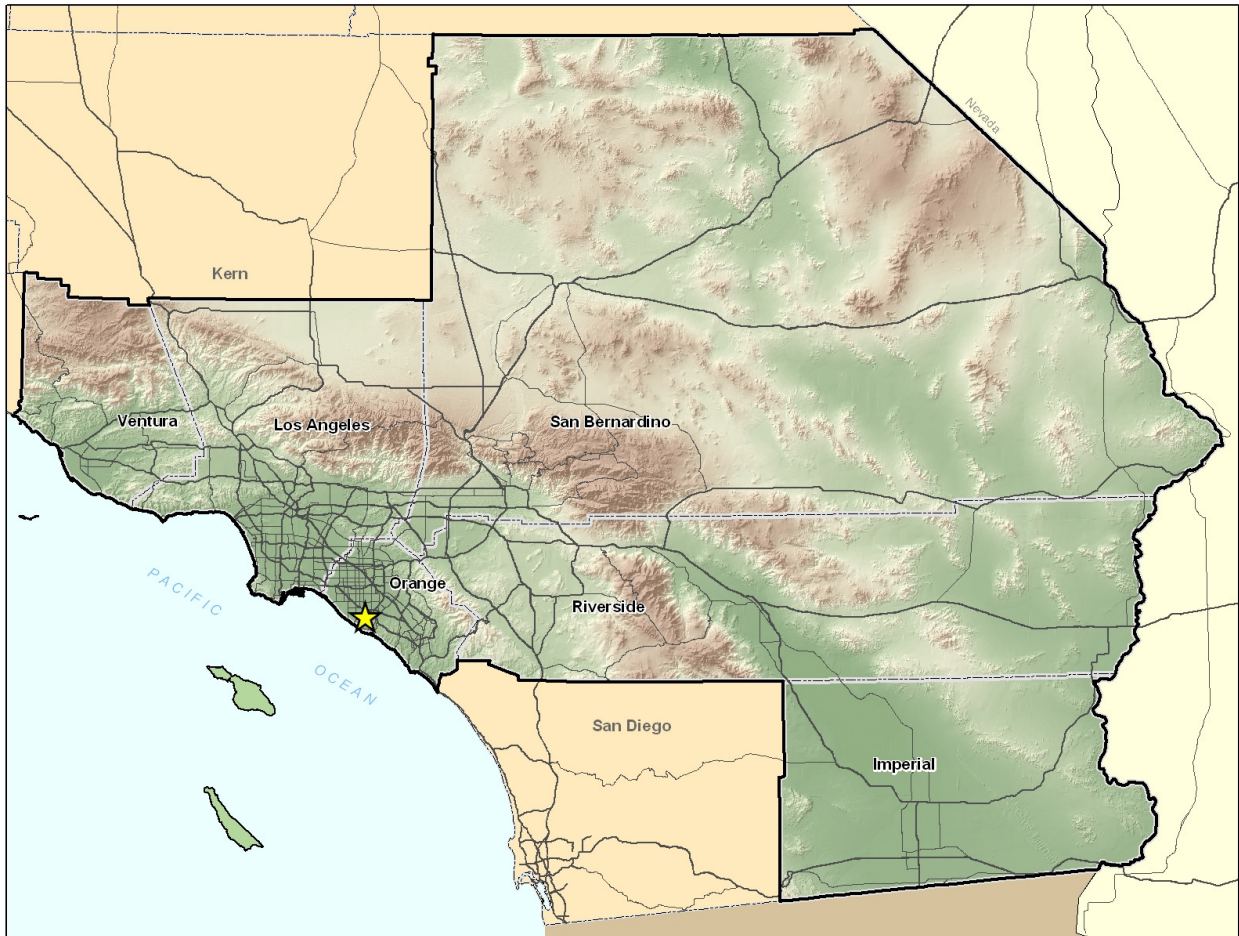 Nevada
Kern
Ventura
Los Angeles
San Bernardino
PACIFIC
OCEAN
Orange
Riverside
San Diego
Imperial